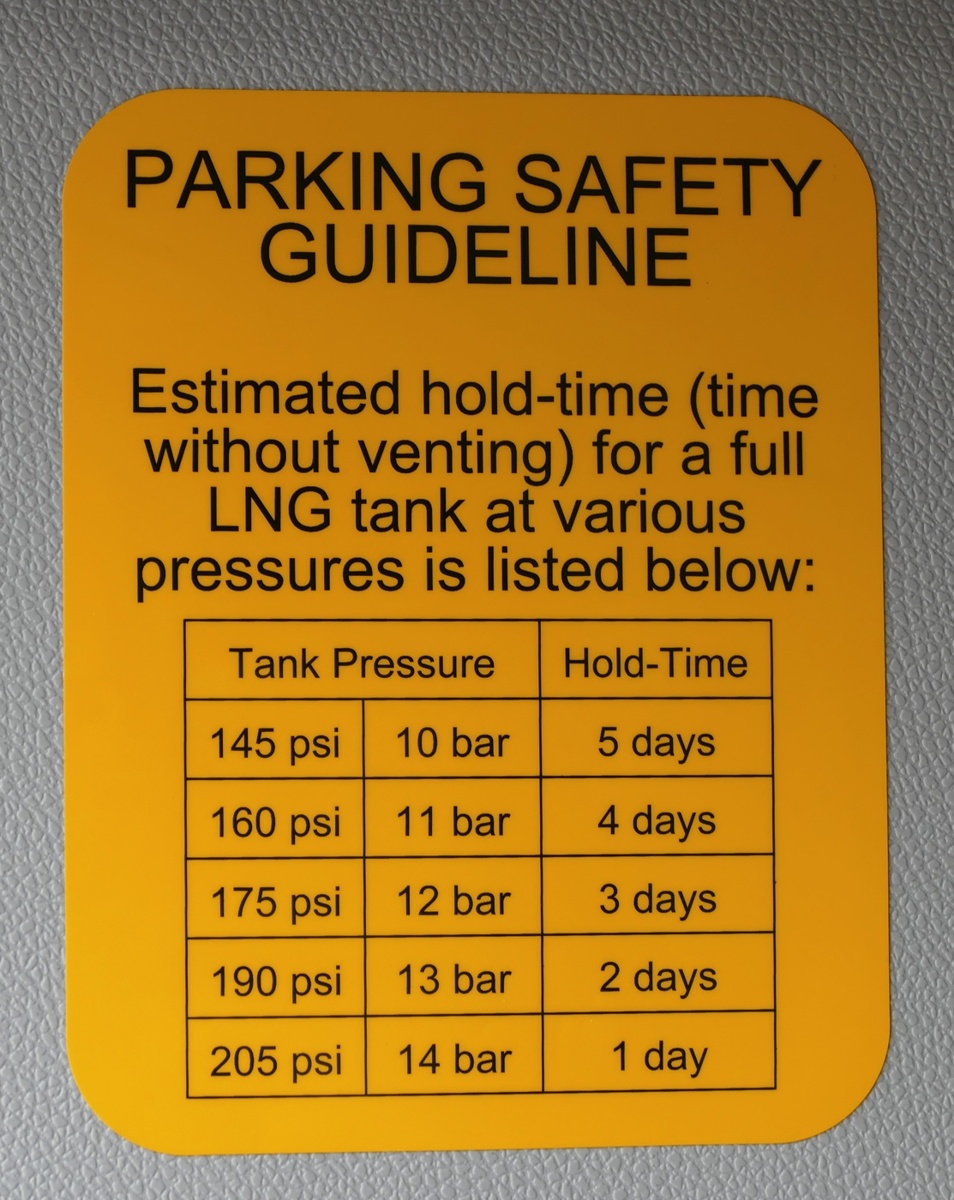 PARKING SAFETY
GUIDELINE
Estimated hold-time (time
without venting) for a full
LNG tank at various
pressures is listed below:
Tank Pressure Hold-Time
145 psi 10 bar 5 days
160 psi 11 bar 4 days
175 psi 12 bar 3 days
190 psi 13 bar 2 days
205 psi 14 bar 1 day